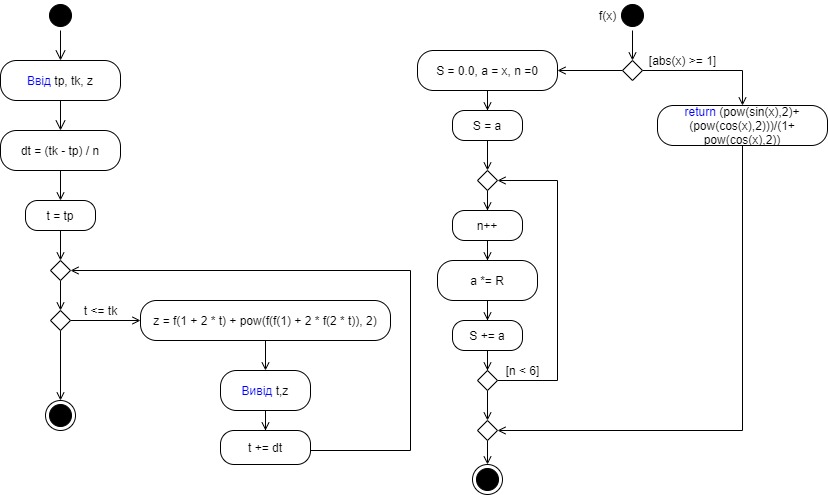 Ввід tp, tk, z
dt = (tk - tp) / n
t = tp
t <= tk
z = f(1 + 2 * t) + pow(f(f(1) + 2 * f(2 * t)), 2)
Вивід t,z
t += dt
f(x)
[abs(x) >= 1]
S = 0.0, a = x, n =0
return (pow(sin(x),2)+
(pow(cos(x),2)))/(1+
pow(cos(x),2))
S = a
n++
a *= R
S += a
[n < 6]